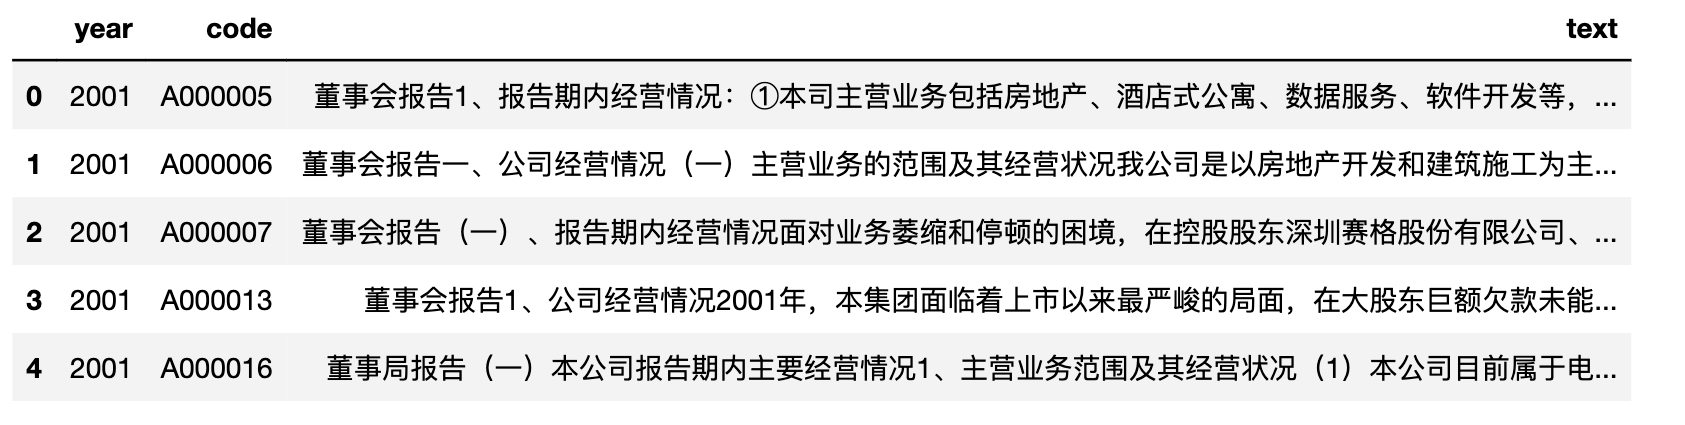 year code text
0 2001 A000005 董事会报告1、报告期内经营情况：①本司主营业务包括房地产、酒店式公寓、数据服务、软件开发等，...
1 2001 A000006 董事会报告一、公司经营情况（一）主营业务的范围及其经营状况我公司是以房地产开发和建筑施工为主...
2 2001 A000007 董事会报告（一）、报告期内经营情况面对业务萎缩和停顿的困境，在控股股东深圳赛格股份有限公司、...
3 2001 A000013 董事会报告1、公司经营情况2001年，本集团面临着上市以来最严峻的局面，在大股东巨额欠款未能...
4 2001 A000016 董事局报告（一）本公司报告期内主要经营情况1、主营业务范围及其经营状况（1）本公司目前属于电...